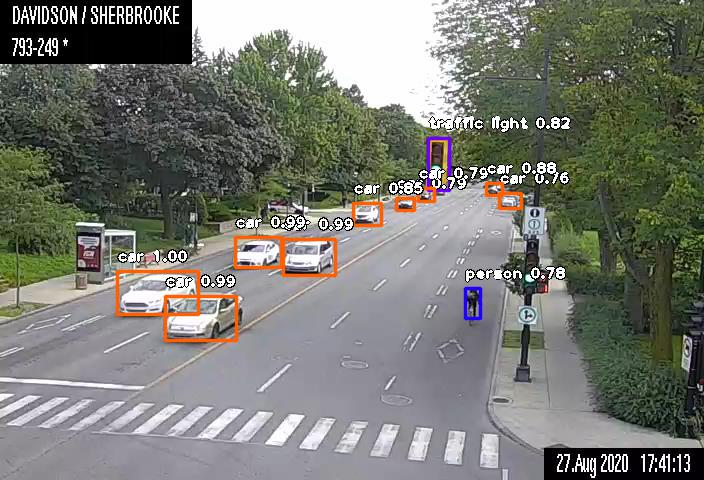 DAVIDSON / SHERBROOKE
793-249 *
traffic light 0.82
car 0.79
car 0.88
car 0.85
0.79
car 0.76
car 0.99
0.99
person 0.78
car 1.00
car 0.99
27.Aug 2020 17:41:13